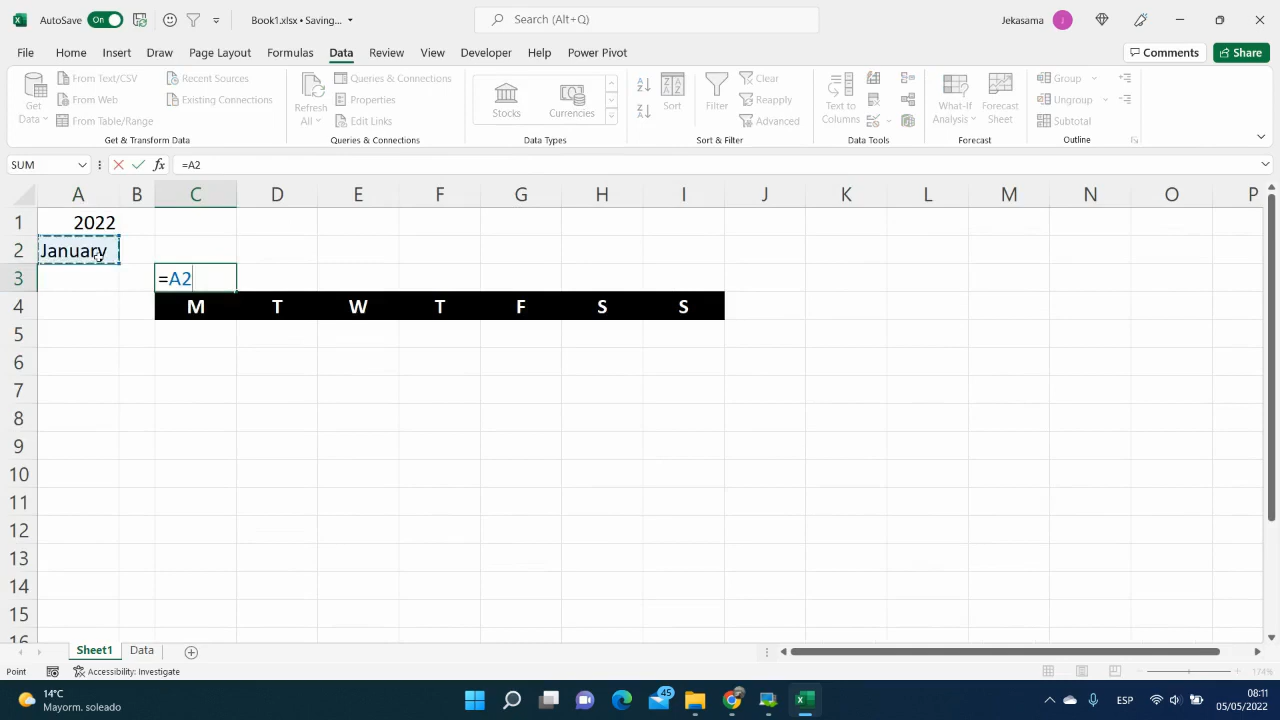 AutoSave On Book1.xlsx • Saving... Search (Alt+Q) Jekasama J
File Home Insert Draw Page Layout Formulas Data Review View Developer Help Power Pivot Comments Share
Get Data
From Text/CSV
From Web
From Table/Range
Recent Sources
Existing Connections
Get & Transform Data
Refresh All
Queries & Connections
Properties
Edit Links
Queries & Connections
Stocks Currencies
Data Types
Sort Filter
Clear
Reapply
Advanced
Sort & Filter
Text to Columns
Data Tools
What-If Analysis Forecast Sheet
Forecast
Group
Ungroup
Subtotal
Outline
SUM fx =A2
A B C D E F G H I J K L M N O P
1 2022
2 January
3 =A2
4 M T W T F S S
5
6
7
8
9
10
11
12
13
14
15
16
Sheet1 Data
Point Accessibility: Investigate 174%
14°C
Mayorm. soleado
45
ESP
08:11
05/05/2022